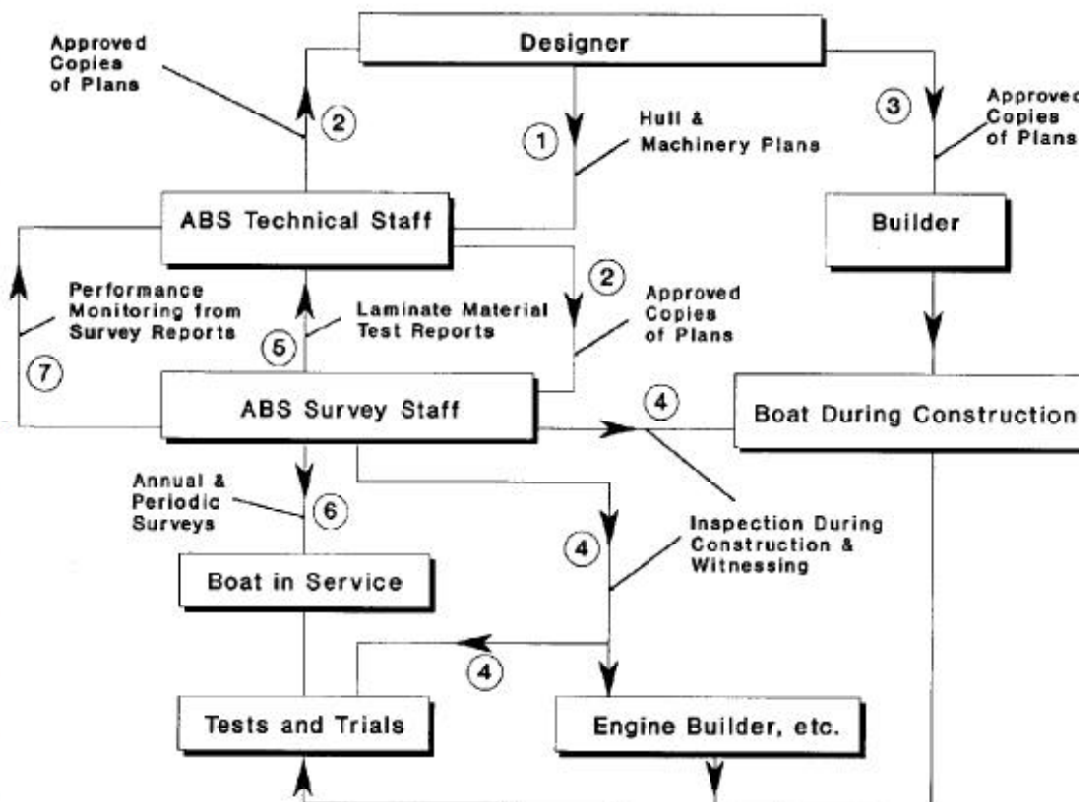 Approved
Copies
of Plans
Designer
2
1
Hull &
Machinery Plans
3
Approved
Copies
of Plans
ABS Technical Staff
Builder
Performance
Monitoring from
Survey Reports
7
5
Laminate Material
Test Reports
2
Approved
Copies
of Plans
ABS Survey Staff
4
Boat During Construction
Annual &
Periodic
Surveys
6
4
Inspection During
Construction &
Witnessing
Boat in Service
4
Tests and Trials
Engine Builder, etc.